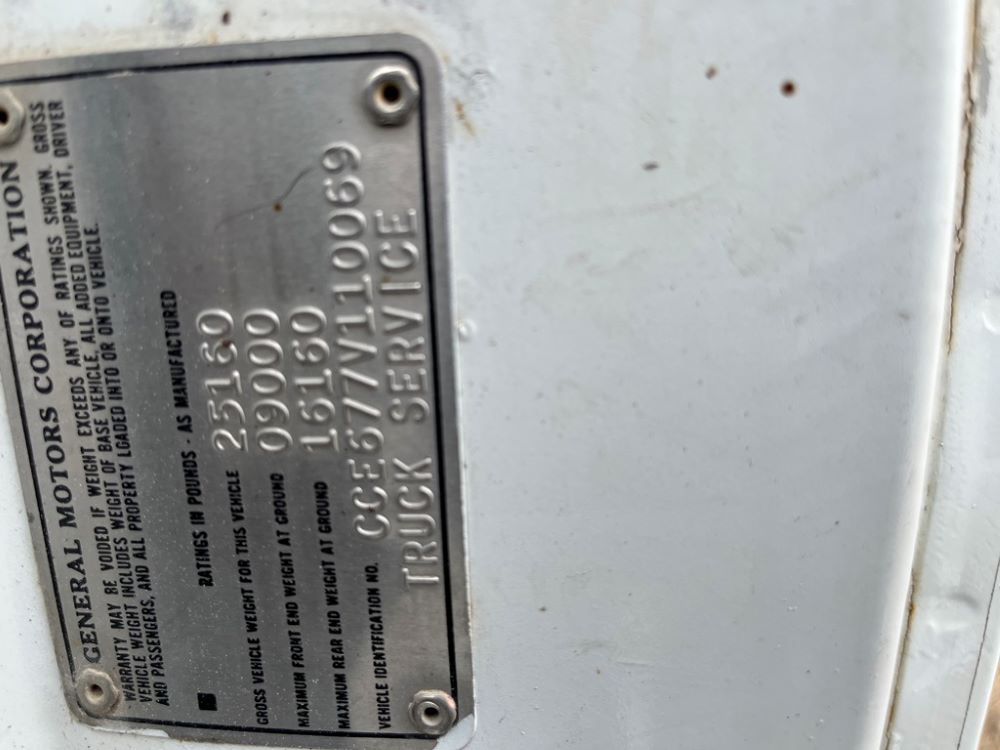 GENERAL MOTORS CORPORATION
WARRANTY MAY BE VOIDED IF WEIGHT EXCEEDS ANY OF RATINGS SHOWN. GROSS
VEHICLE WEIGHT INCLUDES WEIGHT OF BASE VEHICLE, ALL ADDED EQUIPMENT, DRIVER
AND PASSENGERS, AND ALL PROPERTY LOADED INTO OR ONTO VEHICLE.
RATINGS IN POUNDS - AS MANUFACTURED
GROSS VEHICLE WEIGHT FOR THIS VEHICLE 25160
MAXIMUM FRONT END WEIGHT AT GROUND 09000
MAXIMUM REAR END WEIGHT AT GROUND 16160
VEHICLE IDENTIFICATION NO. CCE677V110069
TRUCK SERVICE